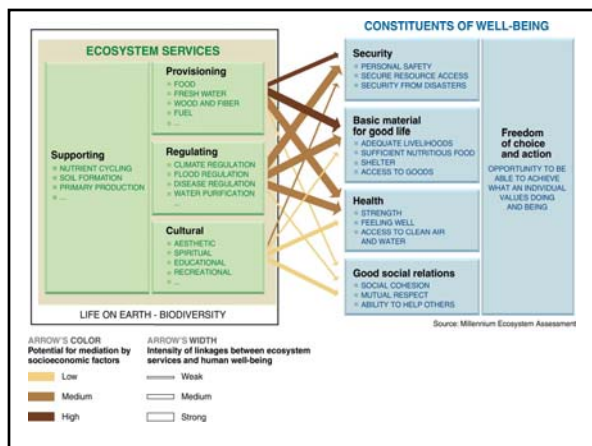 ECOSYSTEM SERVICES
Supporting
NUTRIENT CYCLING
SOIL FORMATION
PRIMARY PRODUCTION
...
Provisioning
FOOD
FRESH WATER
WOOD AND FIBER
FUEL
...
Regulating
CLIMATE REGULATION
FLOOD REGULATION
DISEASE REGULATION
WATER PURIFICATION
...
Cultural
AESTHETIC
SPIRITUAL
EDUCATIONAL
RECREATIONAL
...
LIFE ON EARTH - BIODIVERSITY
CONSTITUENTS OF WELL-BEING
Security
PERSONAL SAFETY
SECURE RESOURCE ACCESS
SECURITY FROM DISASTERS
Basic material
for good life
ADEQUATE LIVELIHOODS
SUFFICIENT NUTRITIOUS FOOD
SHELTER
ACCESS TO GOODS
Health
STRENGTH
FEELING WELL
ACCESS TO CLEAN AIR
AND WATER
Good social relations
SOCIAL COHESION
MUTUAL RESPECT
ABILITY TO HELP OTHERS
Freedom
of choice
and action
OPPORTUNITY TO BE
ABLE TO ACHIEVE
WHAT AN INDIVIDUAL
VALUES DOING
AND BEING
Source: Millennium Ecosystem Assessment
ARROW'S COLOR
Potential for mediation by
socioeconomic factors
Low
Medium
High
ARROW'S WIDTH
Intensity of linkages between ecosystem
services and human well-being
Weak
Medium
Strong